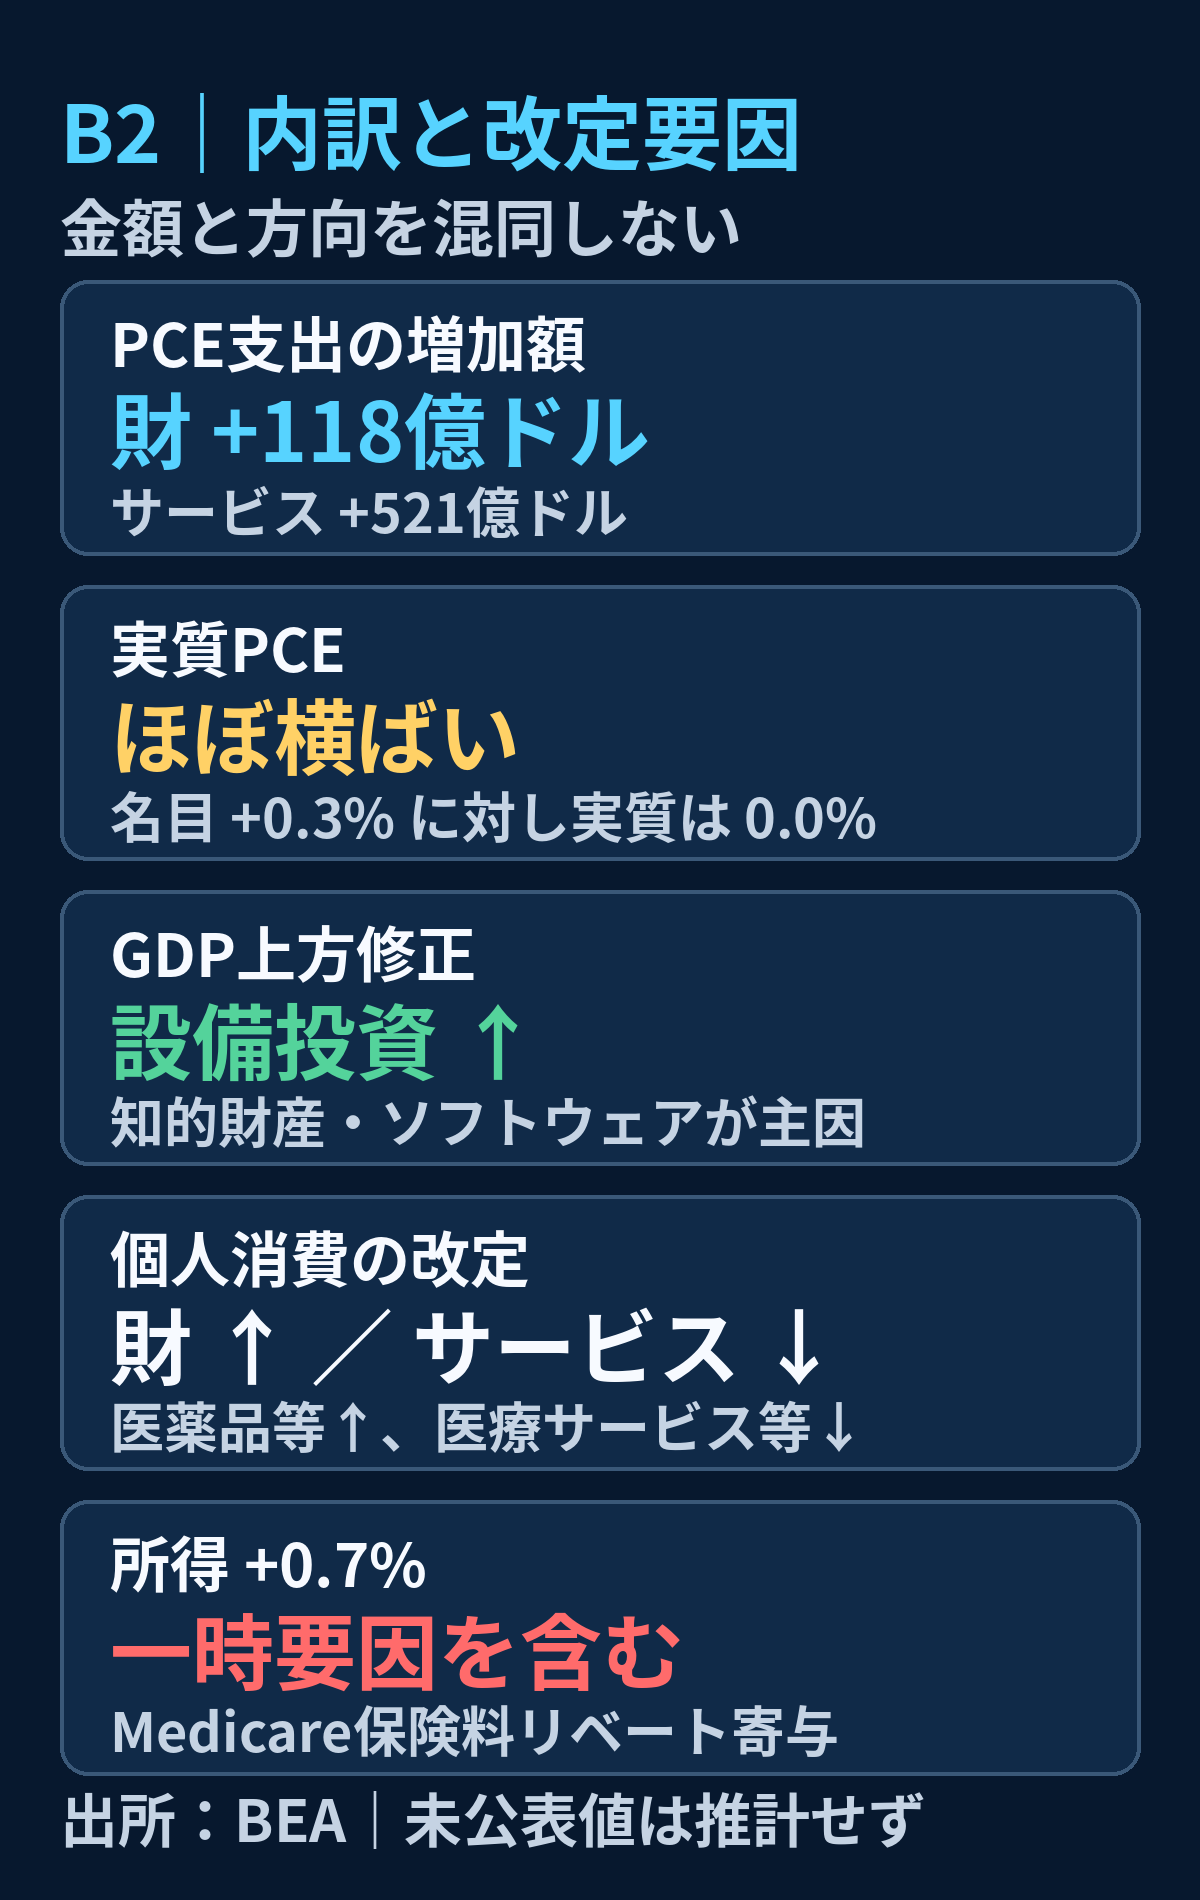 B2｜内訳と改定要因
金額と方向を混同しない
PCE支出の増加額
財 +118億ドル
サービス +521億ドル
実質PCE
ほぼ横ばい
名目 +0.3% に対し実質は 0.0%
GDP上方修正
設備投資 ↑
知的財産・ソフトウェアが主因
個人消費の改定
財 ↑ ／ サービス ↓
医薬品等↑、医療サービス等↓
所得 +0.7%
一時要因を含む
Medicare保険料リベート寄与
出所：BEA｜未公表値は推計せず